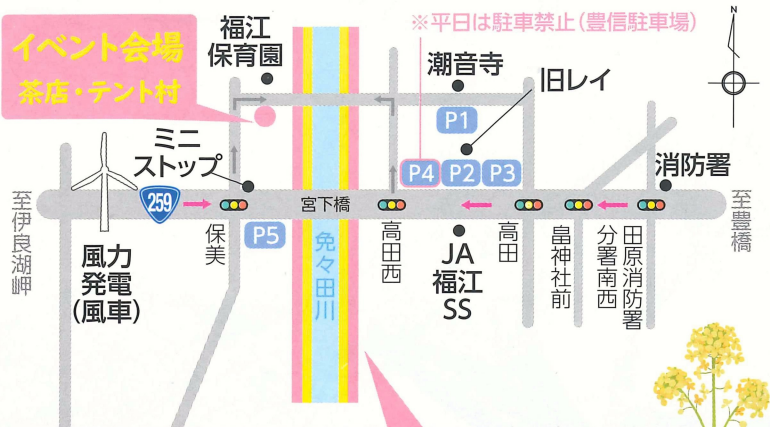 ※平日は駐車禁止(豊信駐車場)
イベント会場
茶店・テント村
福江
保育園
潮音寺
旧レイ
N
P1
ミニ
ストップ
P4
P2
P3
消防署
259
宮下橋
至伊良湖岬
至豊橋
風力
発電
(風車)
保美
P5
免々田川
高田西
JA
福江
SS
高田
畠神社前
田原消防署
分署南西